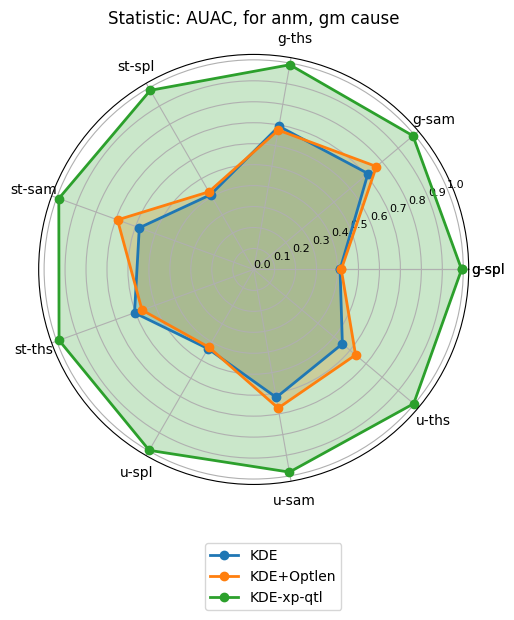 Statistic: AUAC, for anm, gm cause
g-ths
st-spl
g-sam
st-sam
0.0 0.1 0.2 0.3 0.4 0.5 0.6 0.7 0.8 0.9 1.0
g-spl
st-ths
u-ths
u-spl
u-sam
KDE
KDE+Optlen
KDE-xp-qtl